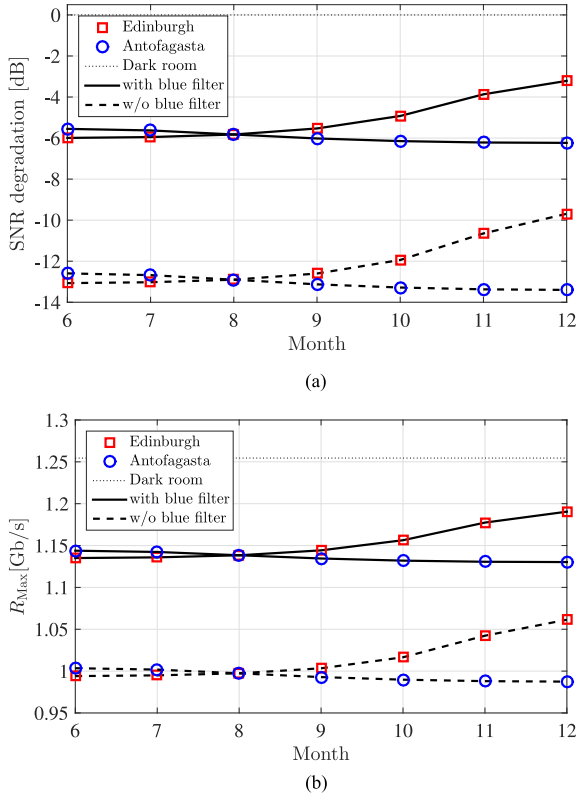 0
-2
-4
-6
-8
-10
-12
-14
SNR degradation [dB]
Edinburgh
Antofagasta
Dark room
with blue filter
w/o blue filter
6 7 8 9 10 11 12
Month
(a)
1.3
1.25
1.2
1.15
1.1
1.05
1
0.95
R_Max[Gb/s]
Edinburgh
Antofagasta
Dark room
with blue filter
w/o blue filter
6 7 8 9 10 11 12
Month
(b)